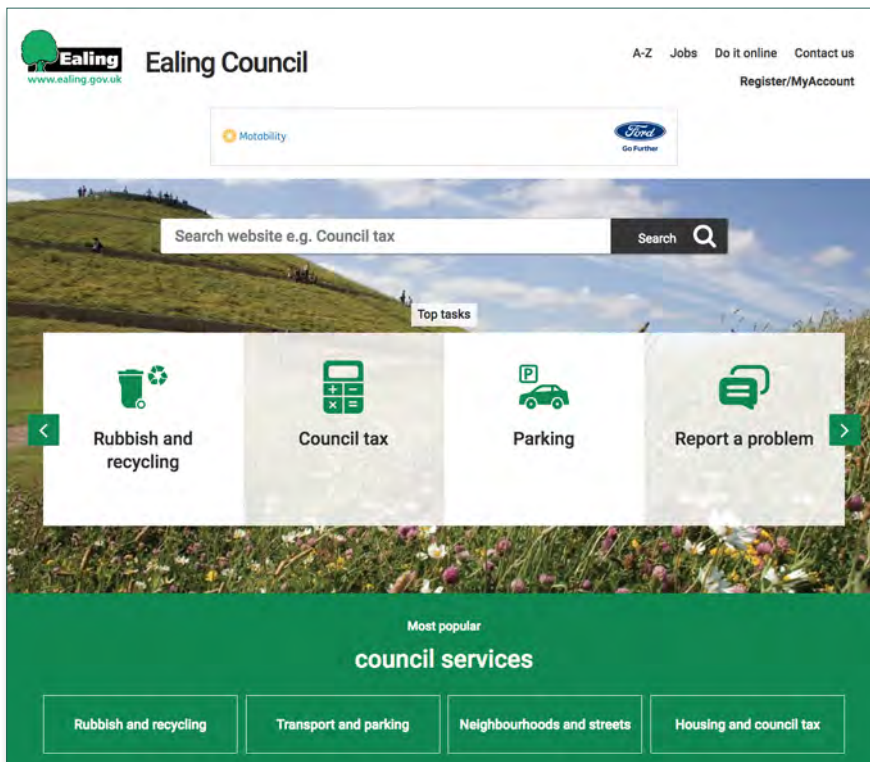 Ealing
www.ealing.gov.uk
Ealing Council
A-Z Jobs Do it online Contact us
Register/MyAccount
Motability
Ford
Go Further
Search website e.g. Council tax
Search
Top tasks
P
Rubbish and
recycling
Council tax
Parking
Report a problem
Most popular
council services
Rubbish and recycling
Transport and parking
Neighbourhoods and streets
Housing and council tax